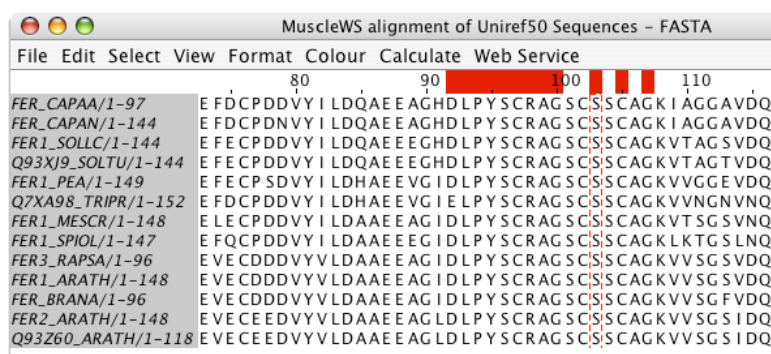 MuscleWS alignment of Uniref50 Sequences – FASTA
File Edit Select View Format Colour Calculate Web Service
80 90 100 110
FER_CAPAA/1-97 EFDCPDDVYILDQAEEAGHDLPYSCRAGSCSSCAGKIAGGAVDQ
FER_CAPAN/1-144 EFDCPDNVYILDQAEEAGHDLPYSCRAGSCSSCAGKIAGGAVDQ
FER1_SOLLC/1-144 EFECPDDVYILDQAEEEGHDLPYSCRAGSCSSCAGKVTAGSVDQ
Q93XJ9_SOLTU/1-144 EFDCPDDVYILDQAEEEGHDLPYSCRAGSCSSCAGKVTAGTVDQ
FER1_PEA/1-149 EFECPSDVYILDHAEEVGIDLPYSCRAGSCSSCAGKVVGGEVDQ
Q7XA98_TRIPR/1-152 EFDCPDDVYILDHAEEVGIELPYSCRAGSCSSCAGKVVNGNVNQ
FER1_MESCR/1-148 ELECPDDVYILDAAEEAGIDLPYSCRAGSCSSCAGKVTSGSVNQ
FER1_SPIOL/1-147 EFQCPDDVYILDAAEEEGIDLPYSCRAGSCSSCAGKLKTGSLNQ
FER3_RAPSA/1-96 EVECDDDVYVLDAAEEAGIDLPYSCRAGSCSSCAGKVVSGSVDQ
FER1_ARATH/1-148 EVECDDDVYVLDAAEEAGIDLPYSCRAGSCSSCAGKVVSGSVDQ
FER_BRANA/1-96 EVECDDDVYILDAAEEAGIDLPYSCRAGSCSSCAGKVVSGFVDQ
FER2_ARATH/1-148 EVECEEDVYVLDAAEEAGLDLPYSCRAGSCSSCAGKVVSGSIDQ
Q93Z60_ARATH/1-118 EVECEEDVYVLDAAEEAGLDLPYSCRAGSCSSCAGKVVSGSIDQ